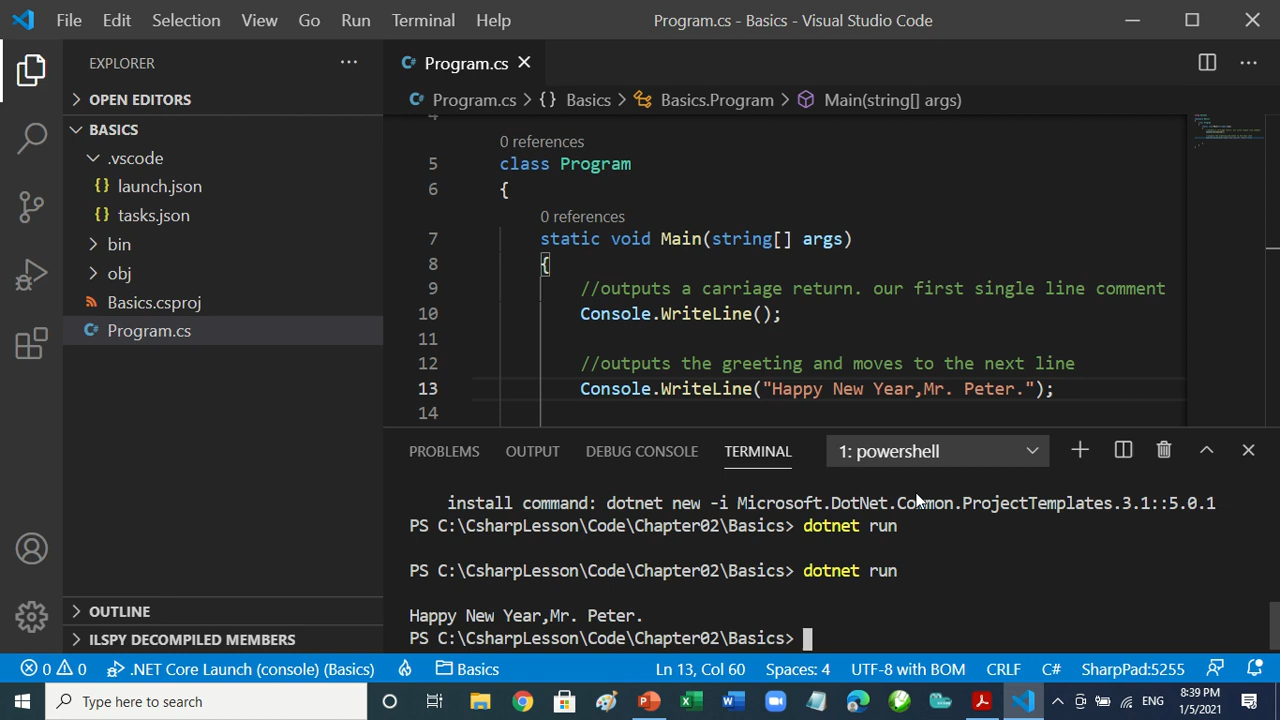 File Edit Selection View Go Run Terminal Help Program.cs - Basics - Visual Studio Code
EXPLORER
Program.cs
OPEN EDITORS
Program.cs > {} Basics > Basics.Program > Main(string[] args)
BASICS
.vscode
launch.json
tasks.json
bin
obj
Basics.csproj
Program.cs
OUTLINE
ILSPY DECOMPILED MEMBERS
4
0 references
5 class Program
6 {
0 references
7 static void Main(string[] args)
8 {
9 //outputs a carriage return. our first single line comment
10 Console.WriteLine();
11
12 //outputs the greeting and moves to the next line
13 Console.WriteLine("Happy New Year,Mr. Peter.");
14
PROBLEMS OUTPUT DEBUG CONSOLE TERMINAL 1: powershell
install command: dotnet new -i Microsoft.DotNet.Common.ProjectTemplates.3.1::5.0.1
PS C:\CsharpLesson\Code\Chapter02\Basics> dotnet run
PS C:\CsharpLesson\Code\Chapter02\Basics> dotnet run
Happy New Year,Mr. Peter.
PS C:\CsharpLesson\Code\Chapter02\Basics>
0 0 .NET Core Launch (console) (Basics) Basics Ln 13, Col 60 Spaces: 4 UTF-8 with BOM CRLF C# SharpPad:5255
Type here to search ENG 8:39 PM
1/5/2021